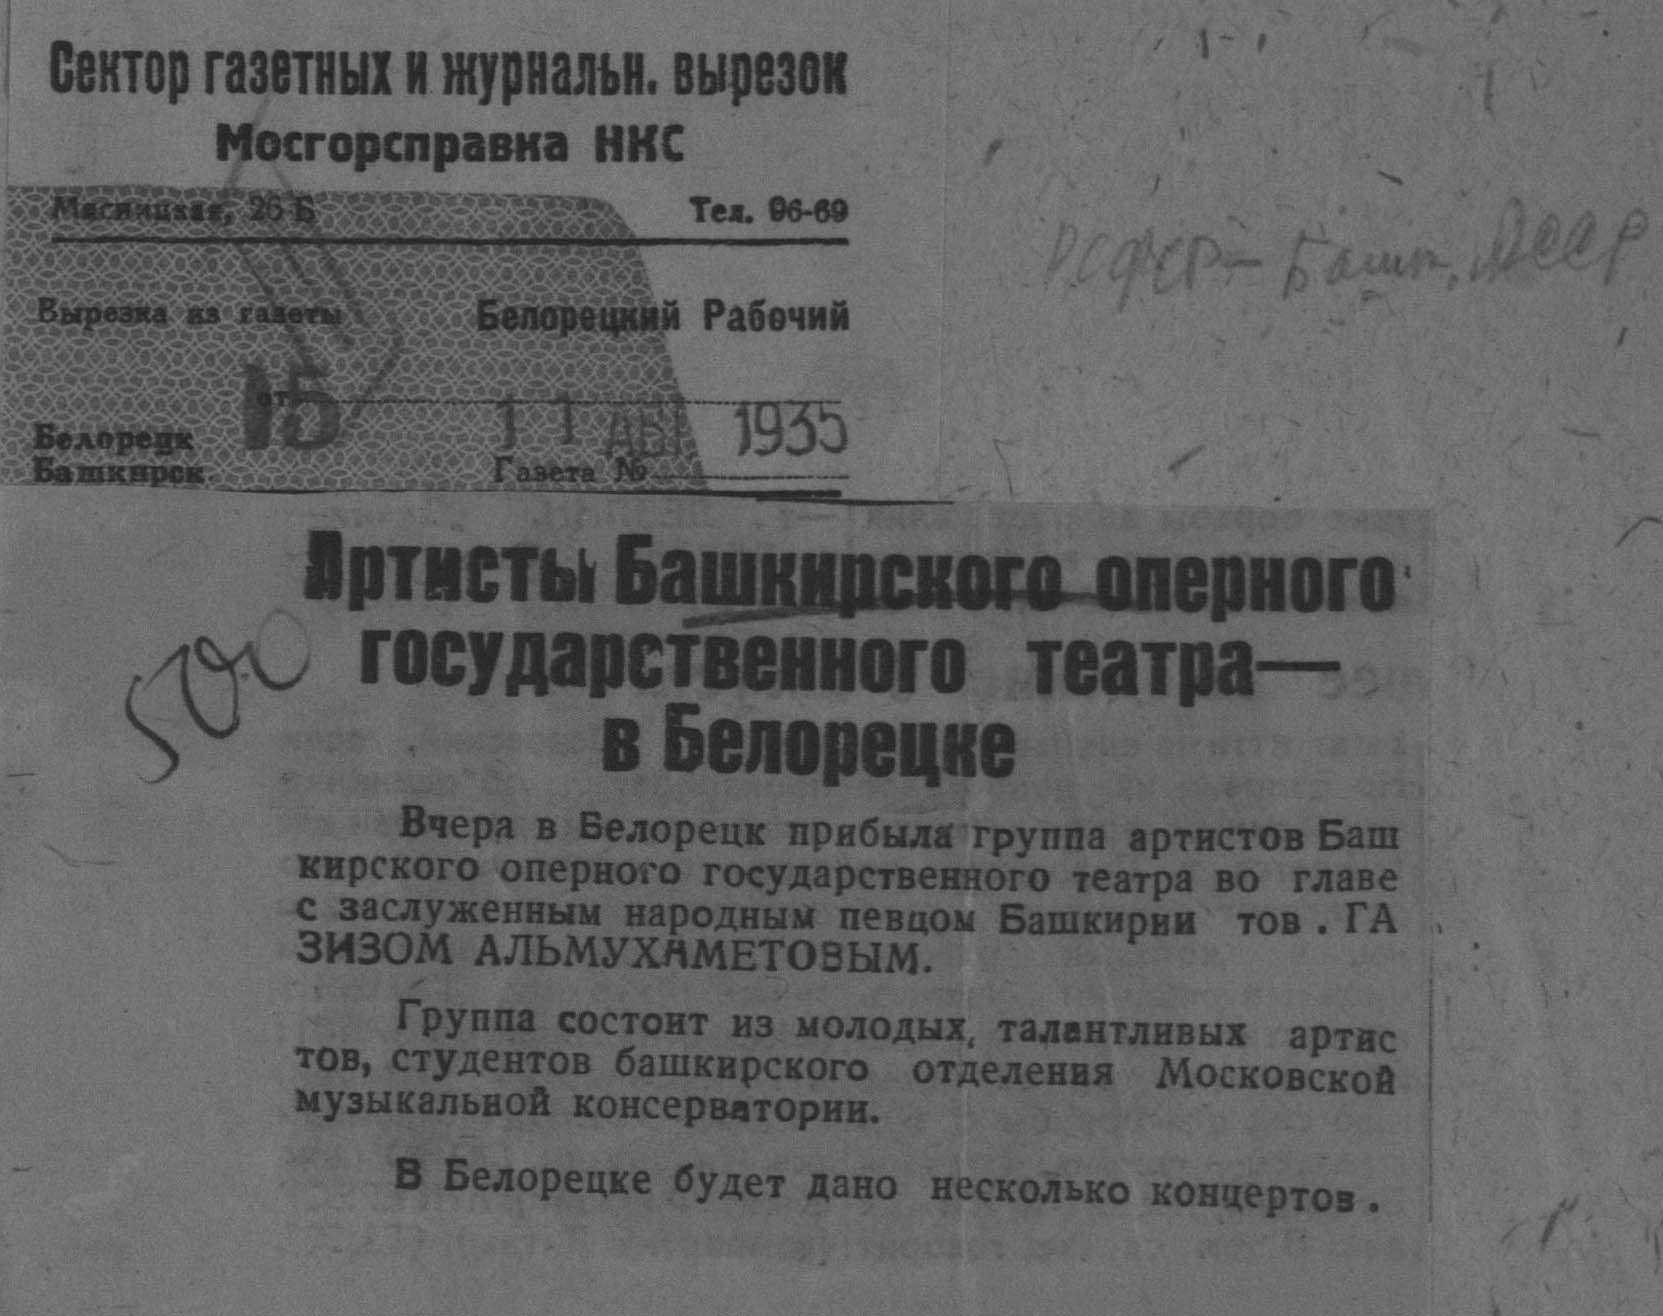 Сектор газетных и журнальн. вырезок
Мосгорсправка НКС
Мясницкая, 26 Б Тел. 96-69
РСФСР — Башк. АССР
Вырезка из газеты Белорецкий Рабочий
15
от 11 АВГ 1935
Белорецк
Башкирск. Газета №
Артисты Башкирского оперного
государственного театра—
в Белорецке
Вчера в Белорецк прибыла группа артистов Баш
кирского оперного государственного театра во главе
с заслуженным народным певцом Башкирии тов. ГА
ЗИЗОМ АЛЬМУХАМЕТОВЫМ.
Группа состоит из молодых, талантливых артис
тов, студентов башкирского отделения Московской
музыкальной консерватории.
В Белорецке будет дано несколько концертов.